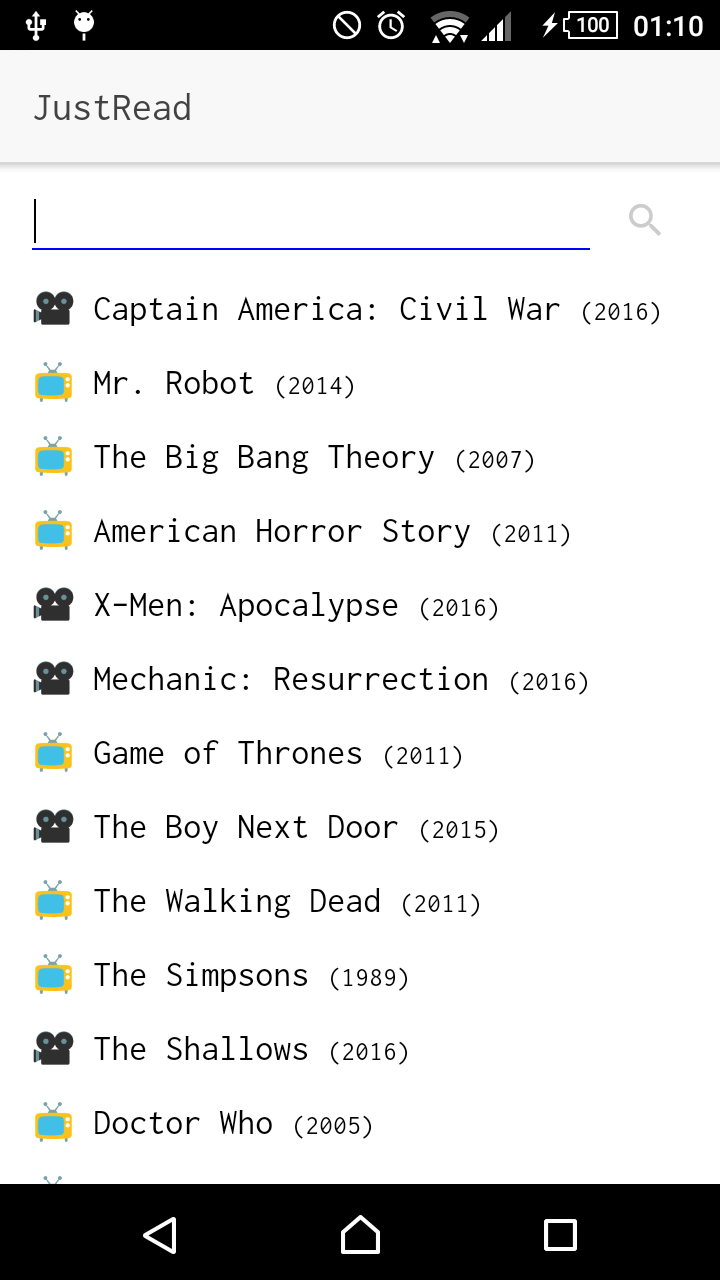 100 01:10
JustRead
Captain America: Civil War (2016)
Mr. Robot (2014)
The Big Bang Theory (2007)
American Horror Story (2011)
X-Men: Apocalypse (2016)
Mechanic: Resurrection (2016)
Game of Thrones (2011)
The Boy Next Door (2015)
The Walking Dead (2011)
The Simpsons (1989)
The Shallows (2016)
Doctor Who (2005)